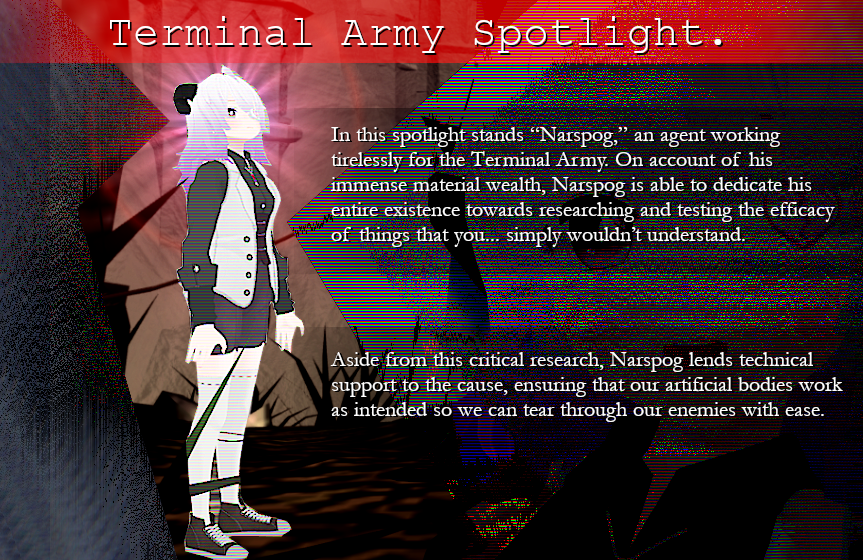 Terminal Army Spotlight.
In this spotlight stands “Narspog,” an agent working
tirelessly for the Terminal Army. On account of his
immense material wealth, Narspog is able to dedicate his
entire existence towards researching and testing the efficacy
of things that you... simply wouldn’t understand.
Aside from this critical research, Narspog lends technical
support to the cause, ensuring that our artificial bodies work
as intended so we can tear through our enemies with ease.